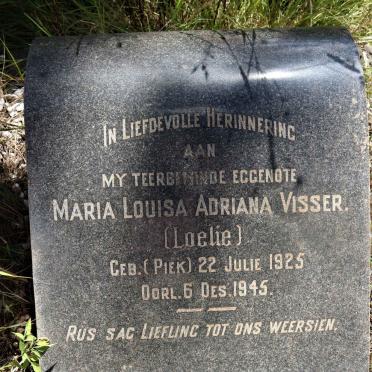 In Liefdevolle Herinnering
aan
my teerbeminde eggenote
Maria Louisa Adriana Visser.
(Loelie)
Geb. (Piek) 22 Julie 1925
Oorl. 6 Des. 1945.
Rus sag Liefling tot ons weersien.